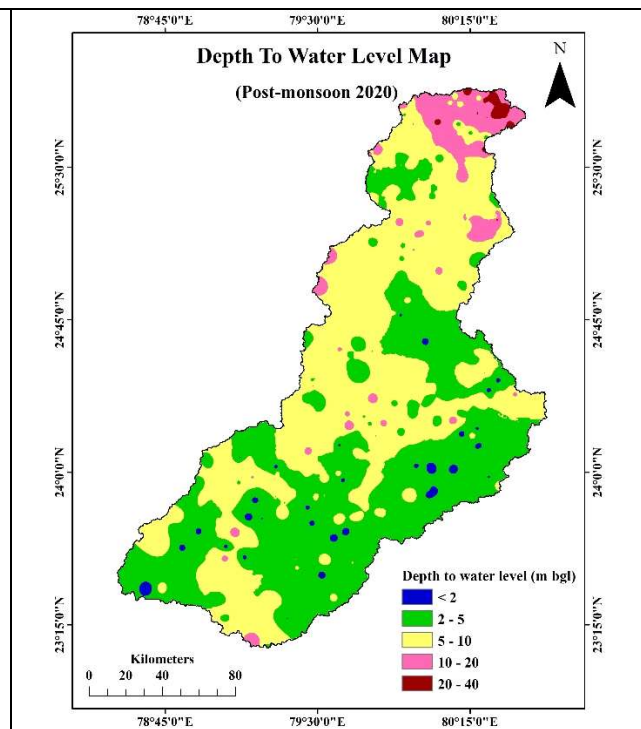 78°45'0"E 79°30'0"E 80°15'0"E
Depth To Water Level Map
(Post-monsoon 2020)
N
25°30'0"N 25°30'0"N
24°45'0"N 24°45'0"N
24°0'0"N 24°0'0"N
23°15'0"N 23°15'0"N
Depth to water level (m bgl)
< 2
2 - 5
5 - 10
10 - 20
20 - 40
Kilometers
0 20 40 80
78°45'0"E 79°30'0"E 80°15'0"E